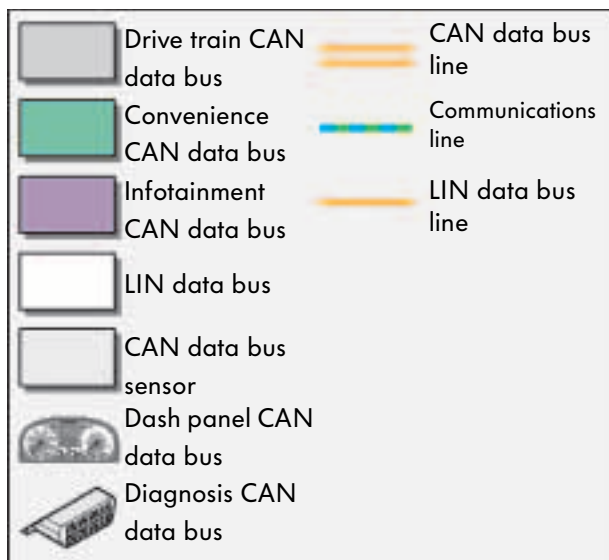 Drive train CAN
data bus
Convenience
CAN data bus
Infotainment
CAN data bus
LIN data bus
CAN data bus
sensor
Dash panel CAN
data bus
Diagnosis CAN
data bus
CAN data bus
line
Communications
line
LIN data bus
line